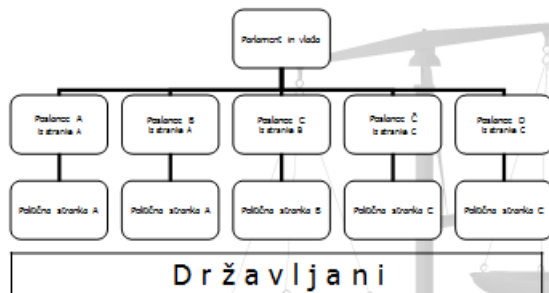 Parlament in vlada
Poslanec A
iz stranke A
Poslanec B
iz stranke A
Poslanec C
iz stranke B
Poslanec Č
iz stranke C
Poslanec D
iz stranke C
Politična stranka A
Politična stranka A
Politična stranka B
Politična stranka C
Politična stranka C
Državljani